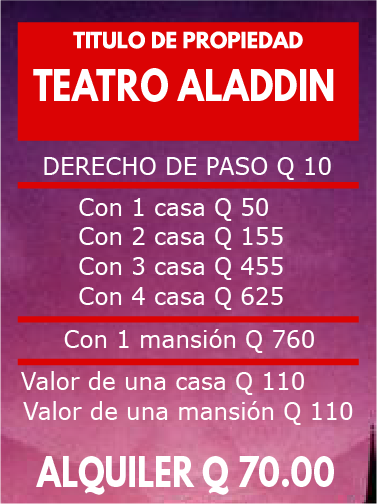 TITULO DE PROPIEDAD
TEATRO ALADDIN
DERECHO DE PASO Q 10
Con 1 casa Q 50
Con 2 casa Q 155
Con 3 casa Q 455
Con 4 casa Q 625
Con 1 mansión Q 760
Valor de una casa Q 110
Valor de una mansión Q 110
ALQUILER Q 70.00